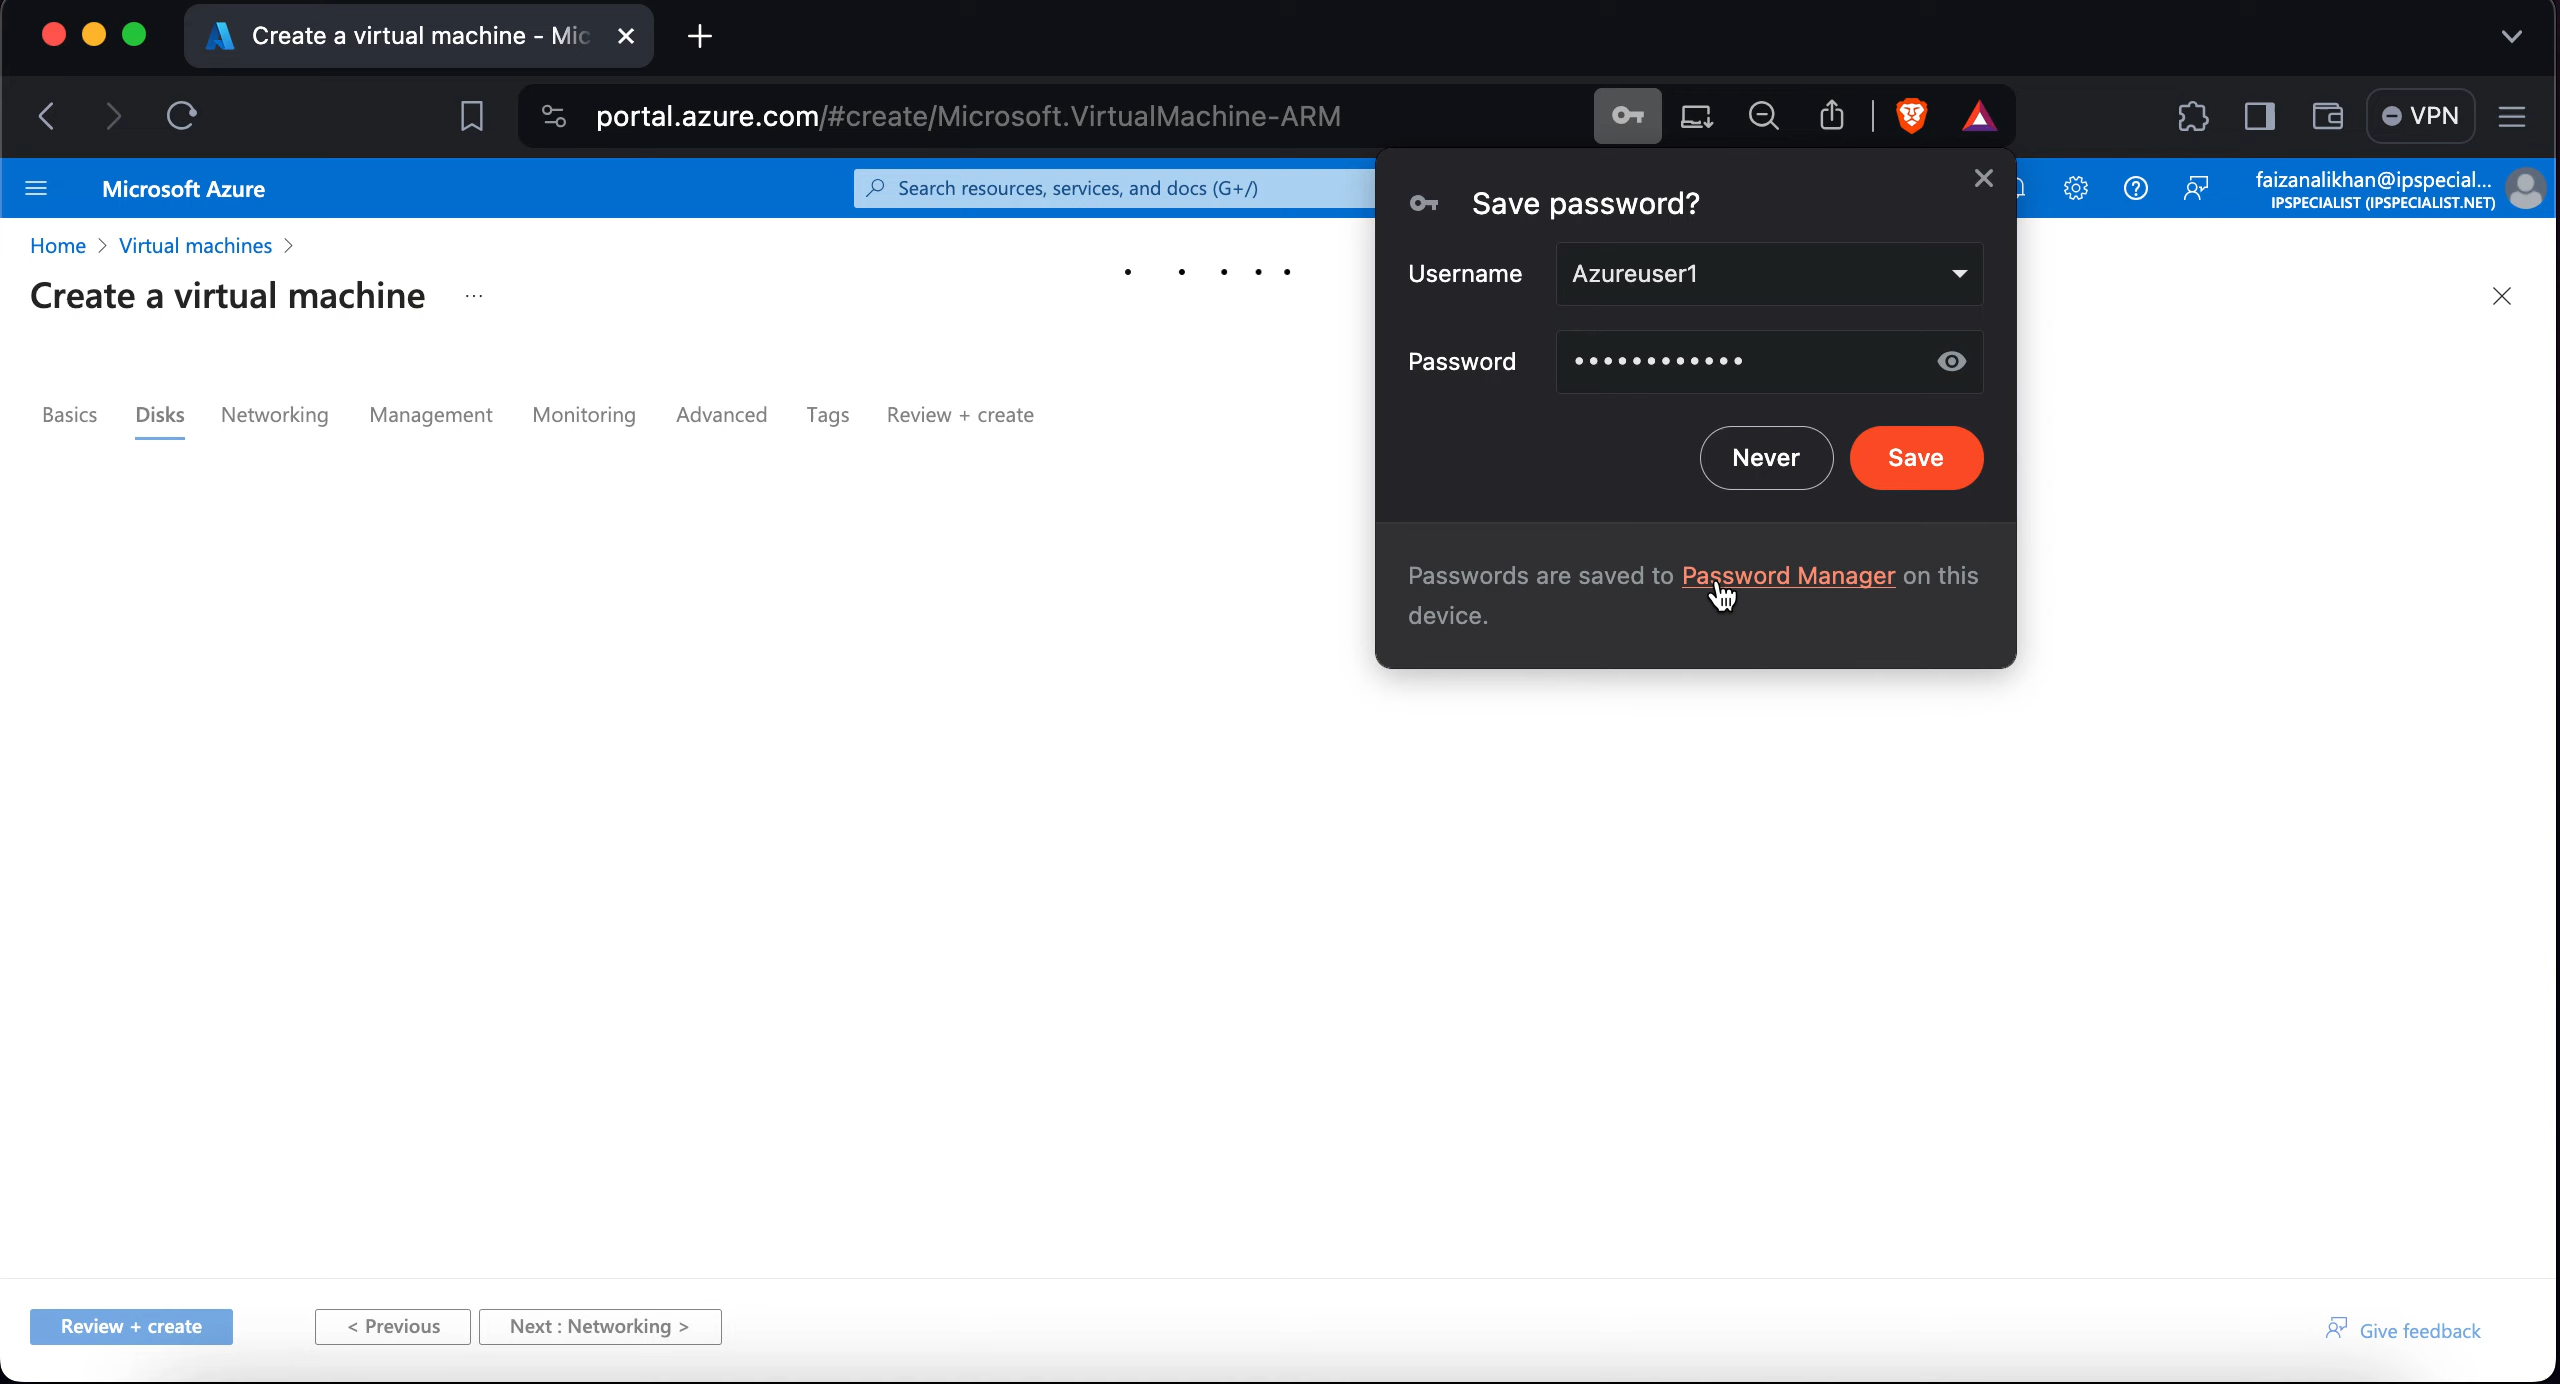 Create a virtual machine - Mic
portal.azure.com/#create/Microsoft.VirtualMachine-ARM
VPN
Microsoft Azure
Search resources, services, and docs (G+/)
faizanalikhan@ipspecial...
IPSPECIALIST (IPSPECIALIST.NET)
Home > Virtual machines >
Create a virtual machine ...
Save password?
Username Azureuser1
Password ••••••••••••
Never Save
Passwords are saved to Password Manager on this
device.
Basics Disks Networking Management Monitoring Advanced Tags Review + create
Review + create < Previous Next : Networking > Give feedback